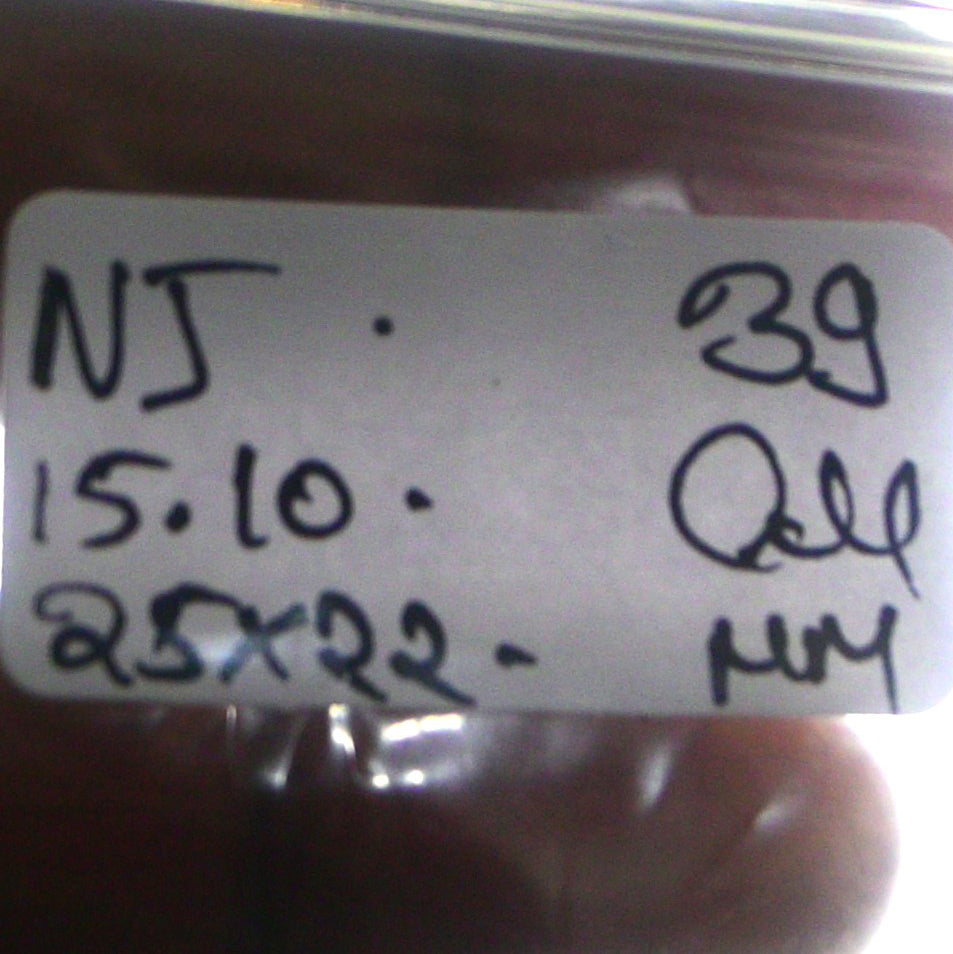 NJ . 39
15.10.
25x22- MM